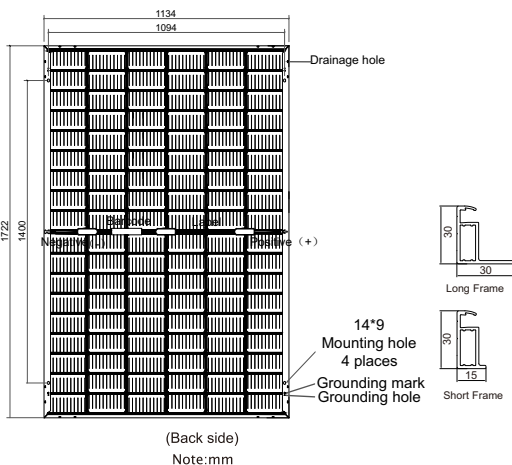 1134
1094
Drainage hole
1722
1400
Barcode
Label
Negative(-)
Positive（+）
30
30
Long Frame
14*9
Mounting hole
4 places
Grounding mark
Grounding hole
30
15
Short Frame
(Back side)
Note:mm